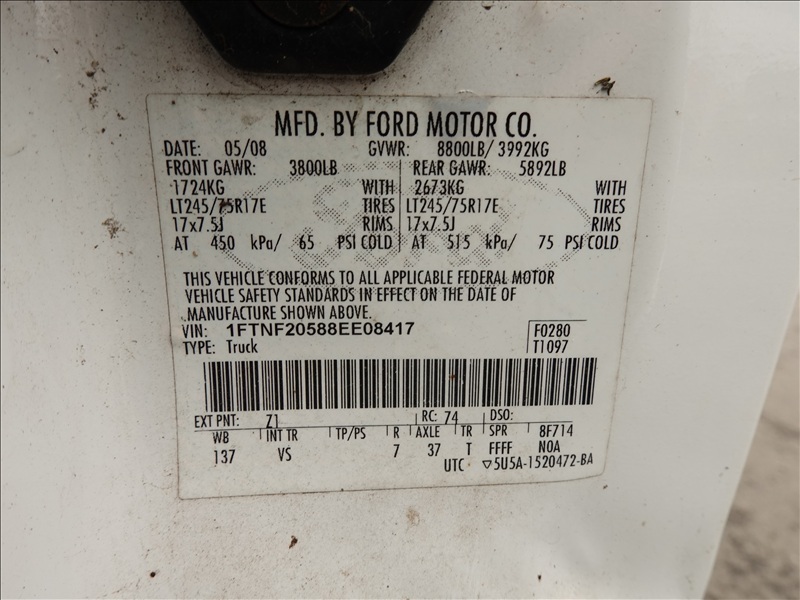 MFD. BY FORD MOTOR CO.
DATE: 05/08 GVWR: 8800LB/ 3992KG
FRONT GAWR: 3800LB REAR GAWR: 5892LB
1724KG WITH 2673KG WITH
LT245/75R17E TIRES LT245/75R17E TIRES
17x7.5J RIMS 17x7.5J RIMS
AT 450 kPa/ 65 PSI COLD AT 515 kPa/ 75 PSI COLD
THIS VEHICLE CONFORMS TO ALL APPLICABLE FEDERAL MOTOR
VEHICLE SAFETY STANDARDS IN EFFECT ON THE DATE OF
MANUFACTURE SHOWN ABOVE.
VIN: 1FTNF20588EE08417 F0280
TYPE: Truck T1097
EXT PNT: Z1 RC: 74 DSO:
WB INT TR TP/PS R AXLE TR SPR 8F714
137 VS 7 37 T FFFF NOA
UTC ▽5U5A-1520472-BA